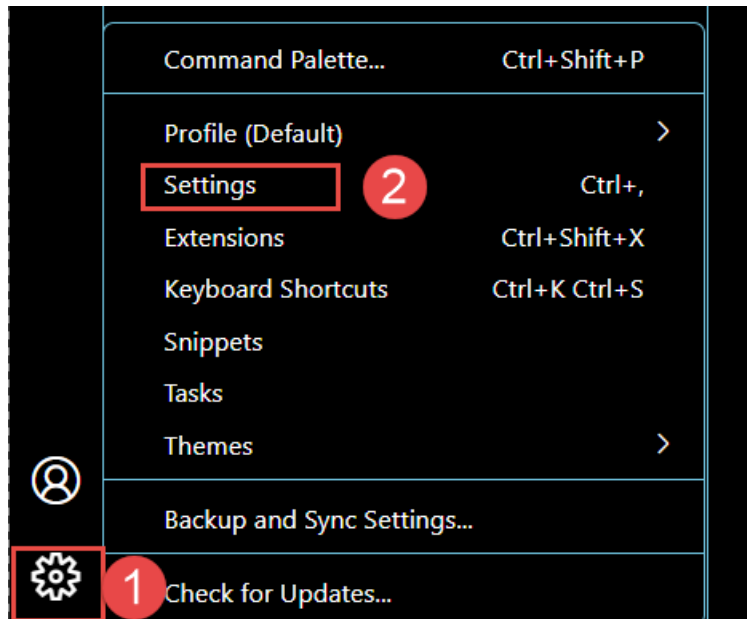 Command Palette... Ctrl+Shift+P
Profile (Default)
Settings 2 Ctrl+,
Extensions Ctrl+Shift+X
Keyboard Shortcuts Ctrl+K Ctrl+S
Snippets
Tasks
Themes
Backup and Sync Settings...
1 Check for Updates...